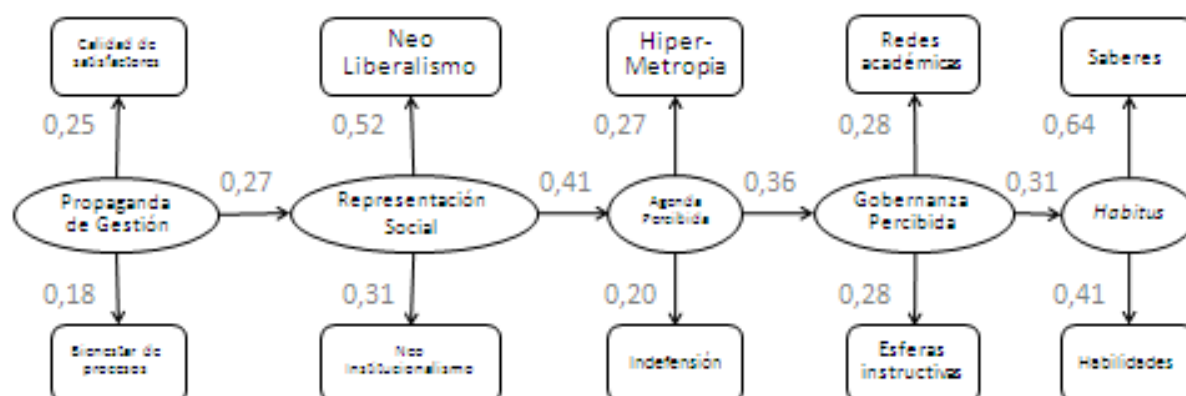 Calidad de
satisfactores
Neo
Liberalismo
Hiper-
Metropia
Redes
académicas
Saberes
0,25
0,52
0,27
0,28
0,64
Propaganda
de Gestión
0,27
Representación
Social
0,41
Agenda
Percibida
0,36
Gobernanza
Percibida
0,31
Habitus
0,18
0,31
0,20
0,28
0,41
Bienestar de
procesos
Neo
Institucionalismo
Indefensión
Esferas
instructivas
Habilidades